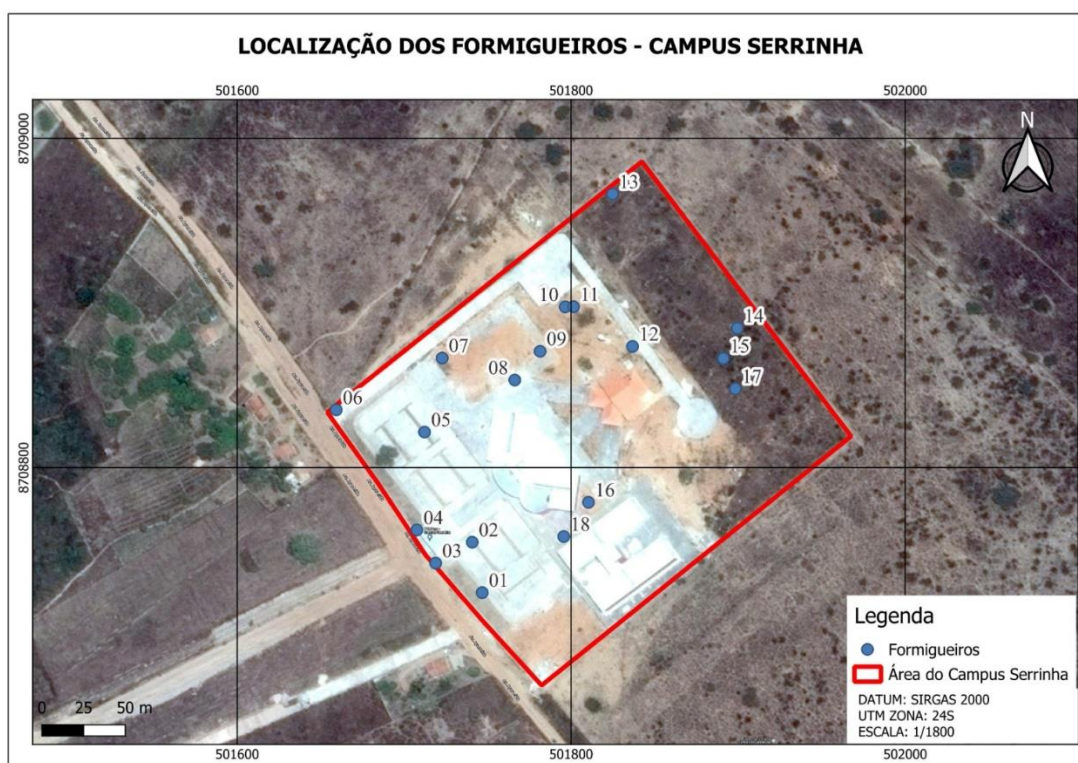 LOCALIZAÇÃO DOS FORMIGUEIROS - CAMPUS SERRINHA
501600
501800
502000
8709000
N
13
10
11
14
09
12
07
15
08
17
06
05
8708800
16
04
18
02
03
01
Legenda
Formigueiros
Área do Campus Serrinha
DATUM: SIRGAS 2000
UTM ZONA: 24S
ESCALA: 1/1800
0 25 50 m
501600
501800
502000